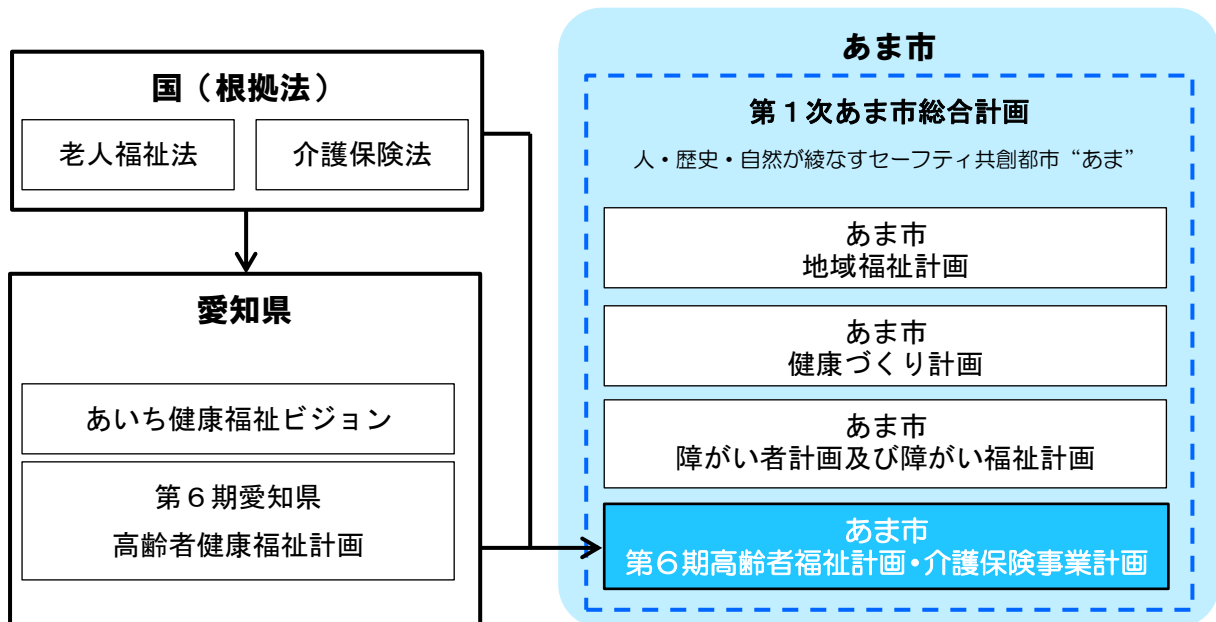 国（根拠法）
老人福祉法
介護保険法
愛知県
あいち健康福祉ビジョン
第６期愛知県
高齢者健康福祉計画
あま市
第１次あま市総合計画
人・歴史・自然が綾なすセーフティ共創都市“あま”
あま市
地域福祉計画
あま市
健康づくり計画
あま市
障がい者計画及び障がい福祉計画
あま市
第６期高齢者福祉計画・介護保険事業計画